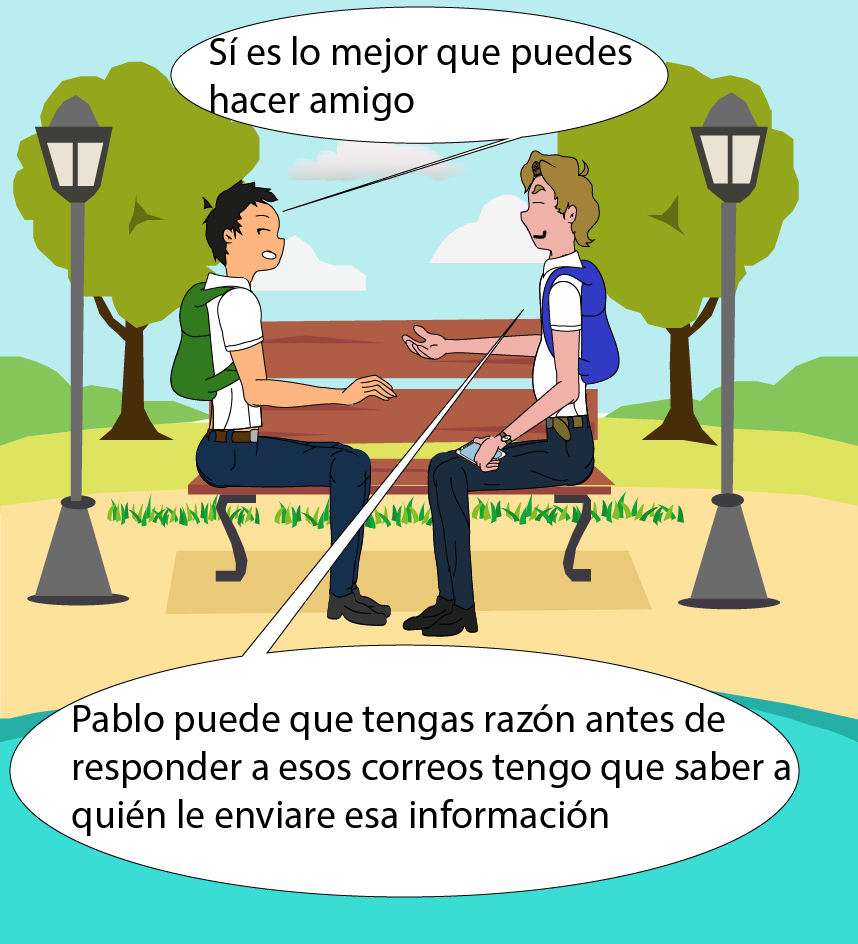 Sí es lo mejor que puedes
hacer amigo
Pablo puede que tengas razón antes de
responder a esos correos tengo que saber a
quién le enviare esa información